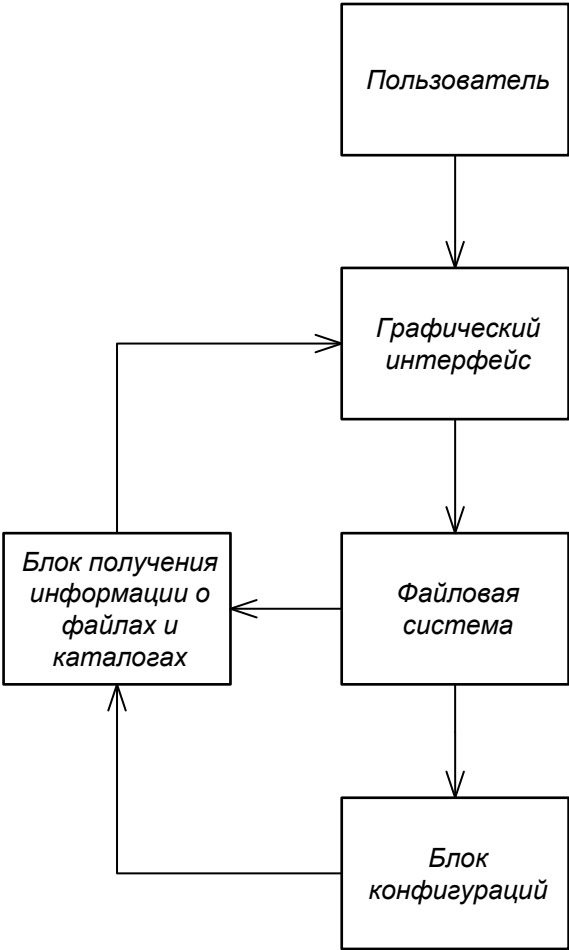 Пользователь
Графический
интерфейс
Блок получения
информации о
файлах и
каталогах
Файловая
система
Блок
конфигураций